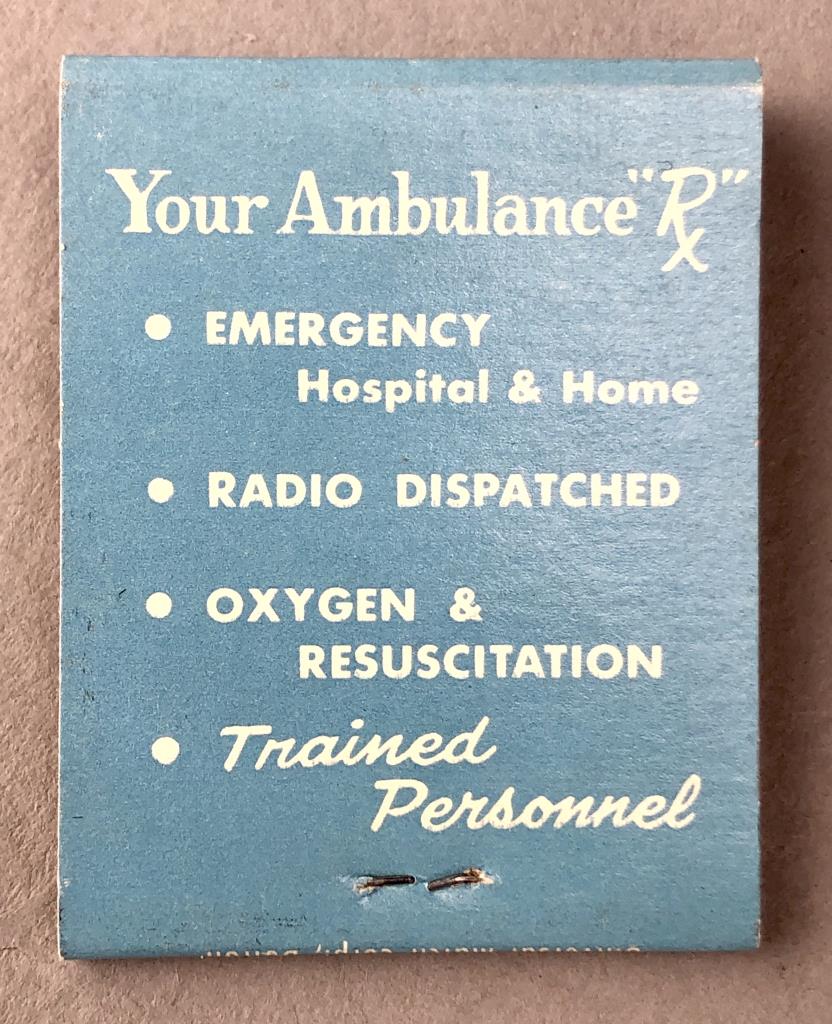 Your Ambulance "Rx"
• EMERGENCY
Hospital & Home
• RADIO DISPATCHED
• OXYGEN &
RESUSCITATION
• Trained
Personnel